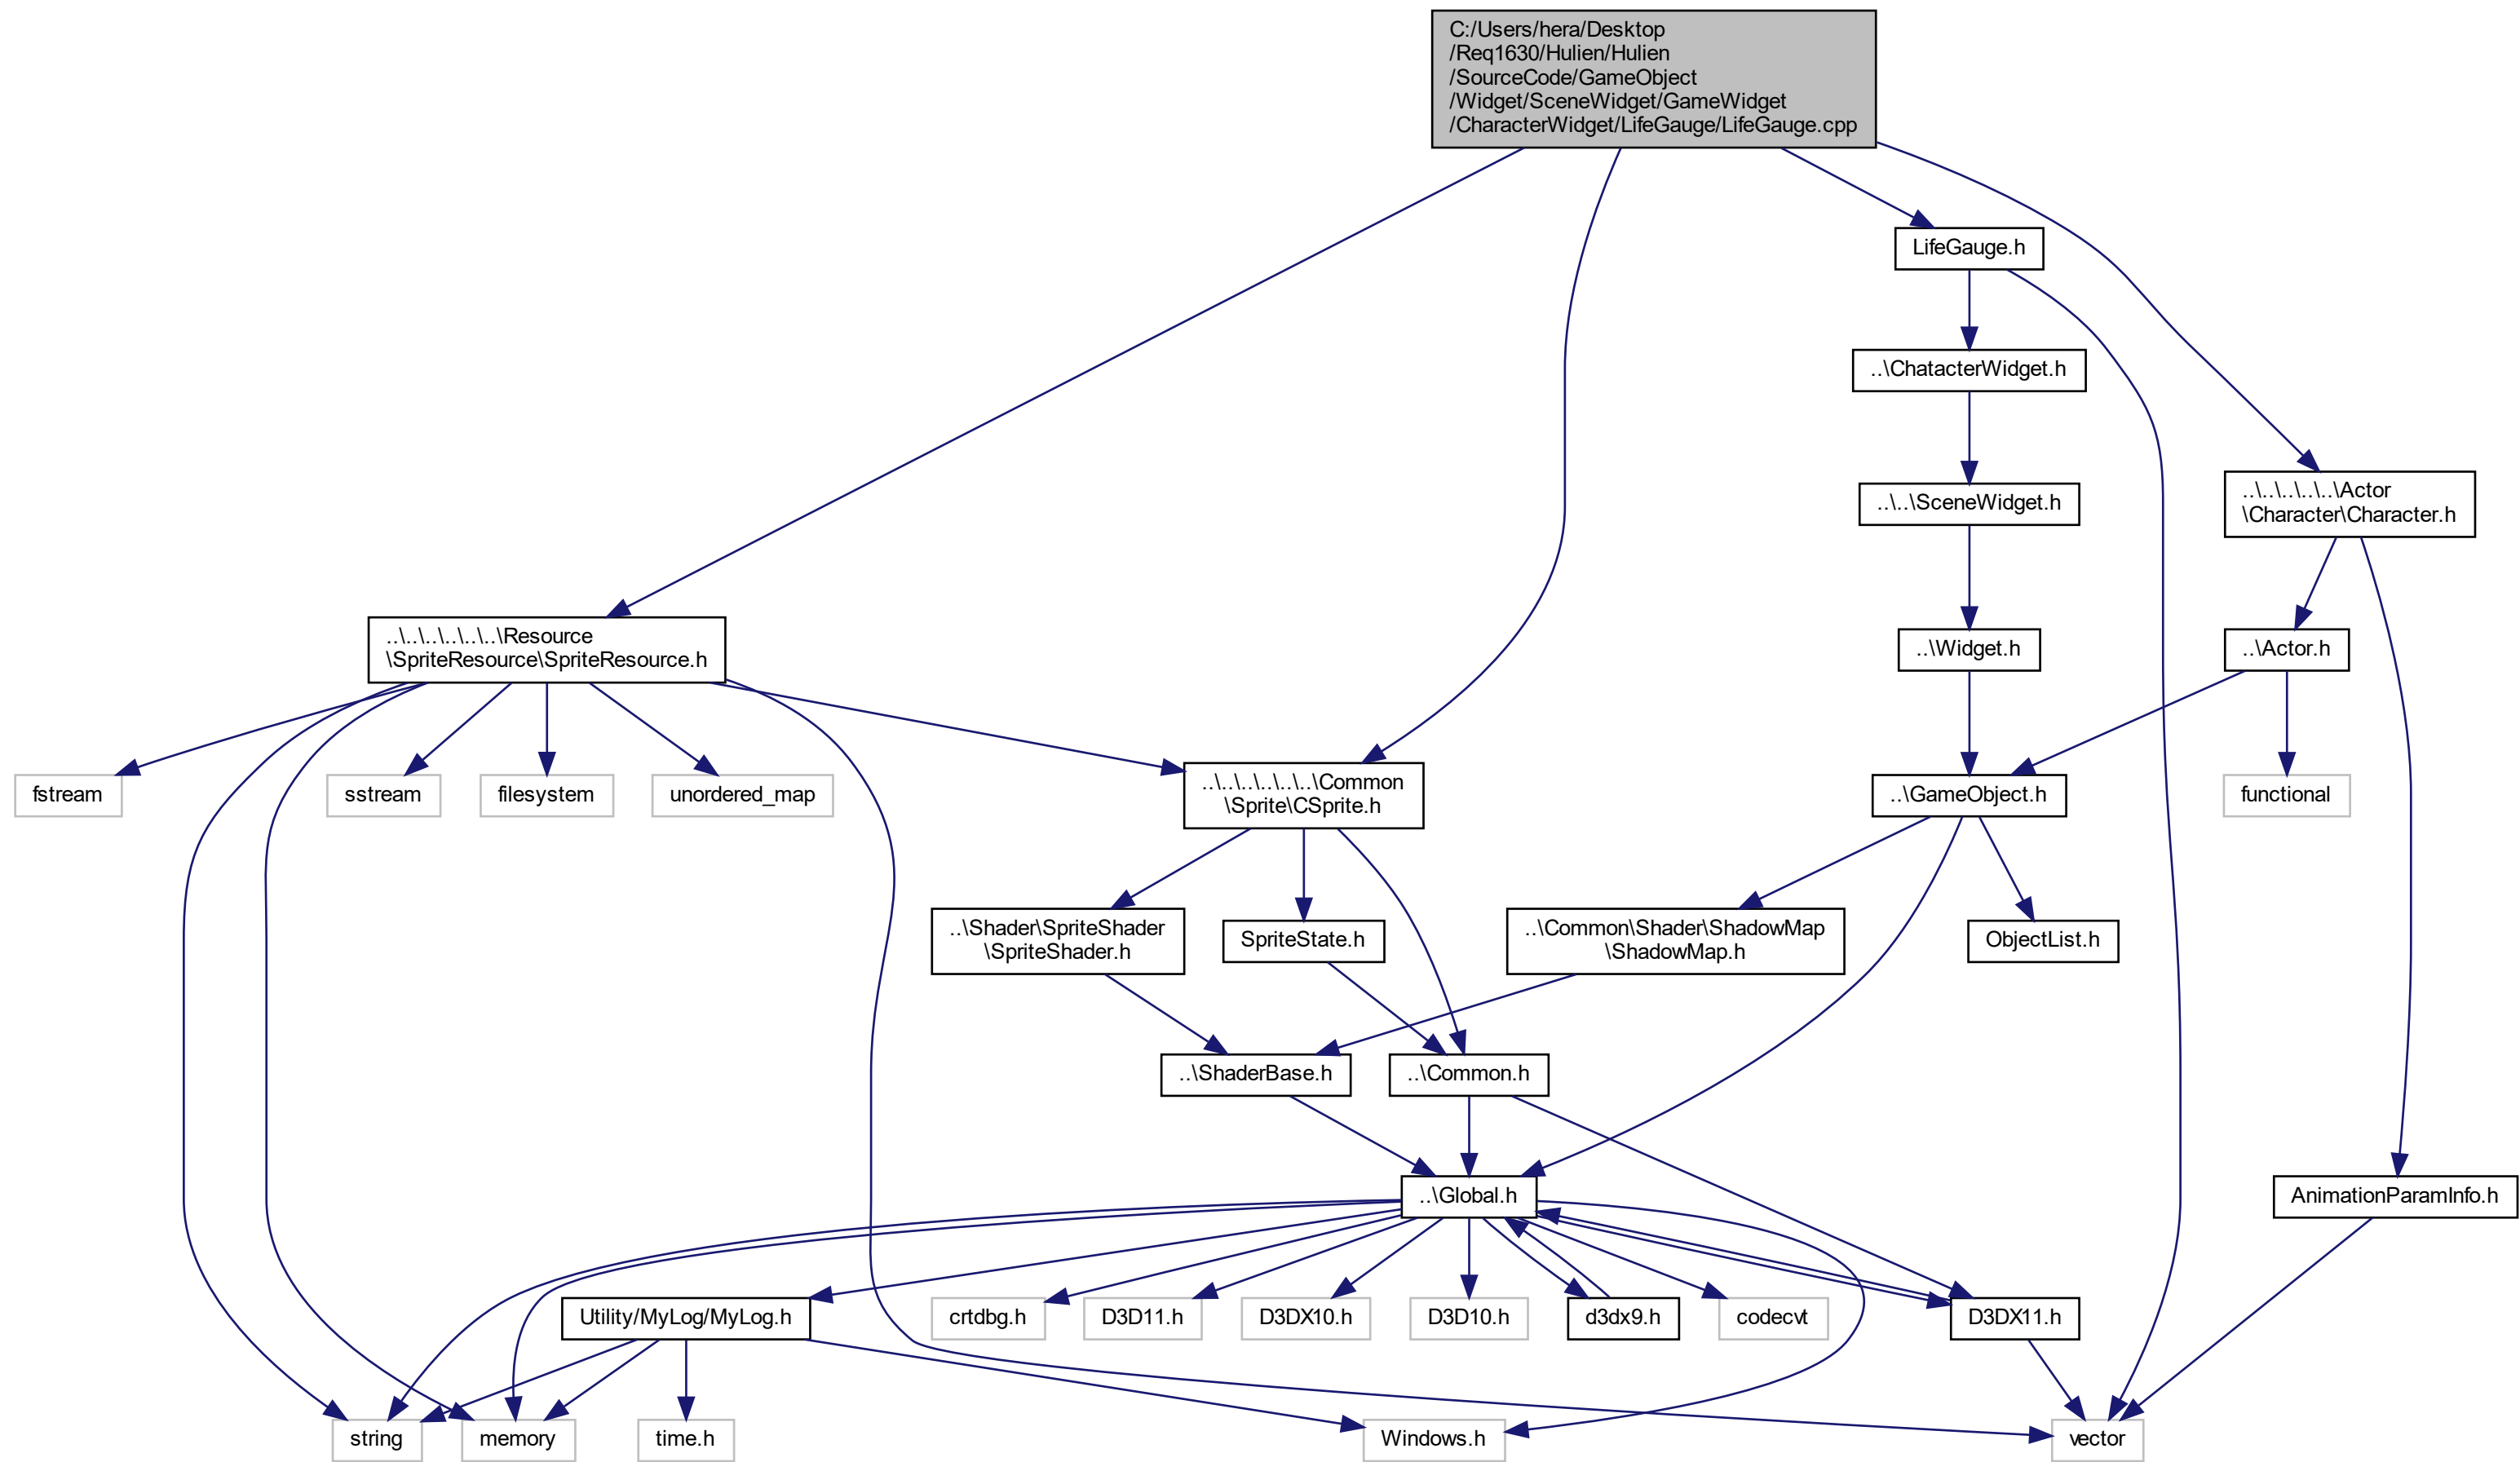 C:/Users/hera/Desktop
/Req1630/Hulien/Hulien
/SourceCode/GameObject
/Widget/SceneWidget/GameWidget
/CharacterWidget/LifeGauge/LifeGauge.cpp
LifeGauge.h
..\ChatacterWidget.h
..\..\SceneWidget.h
..\..\..\..\..\Actor
\Character\Character.h
..\..\..\..\..\..\Resource
\SpriteResource\SpriteResource.h
..\Widget.h
..\Actor.h
fstream
sstream
filesystem
unordered_map
..\..\..\..\..\..\Common
\Sprite\CSprite.h
..\GameObject.h
functional
..\Shader\SpriteShader
\SpriteShader.h
SpriteState.h
..\Common\Shader\ShadowMap
\ShadowMap.h
ObjectList.h
..\ShaderBase.h
..\Common.h
..\Global.h
AnimationParamInfo.h
Utility/MyLog/MyLog.h
crtdbg.h
D3D11.h
D3DX10.h
D3D10.h
d3dx9.h
codecvt
D3DX11.h
string
memory
time.h
Windows.h
vector